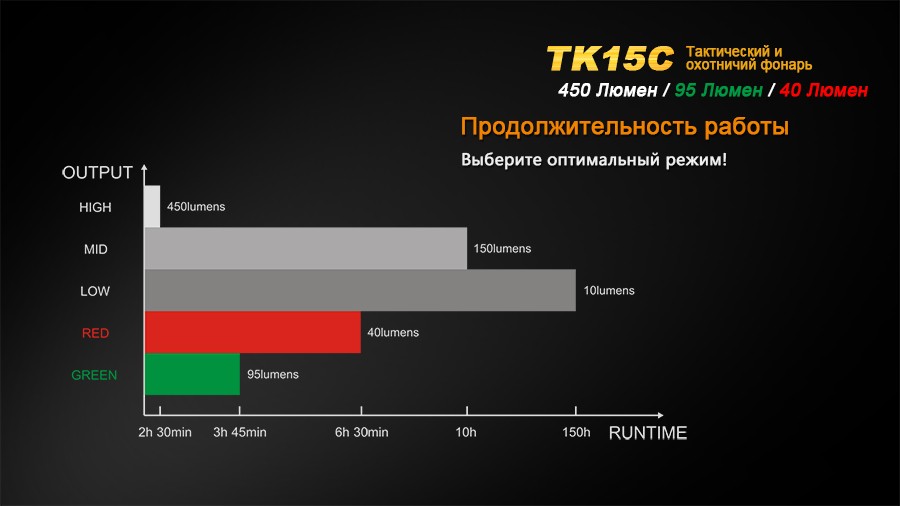 TK15C Тактический и
охотничий фонарь
450 Люмен / 95 Люмен / 40 Люмен
Продолжительность работы
Выберите оптимальный режим!
OUTPUT
HIGH 450lumens
MID 150lumens
LOW 10lumens
RED 40lumens
GREEN 95lumens
2h 30min 3h 45min 6h 30min 10h 150h RUNTIME